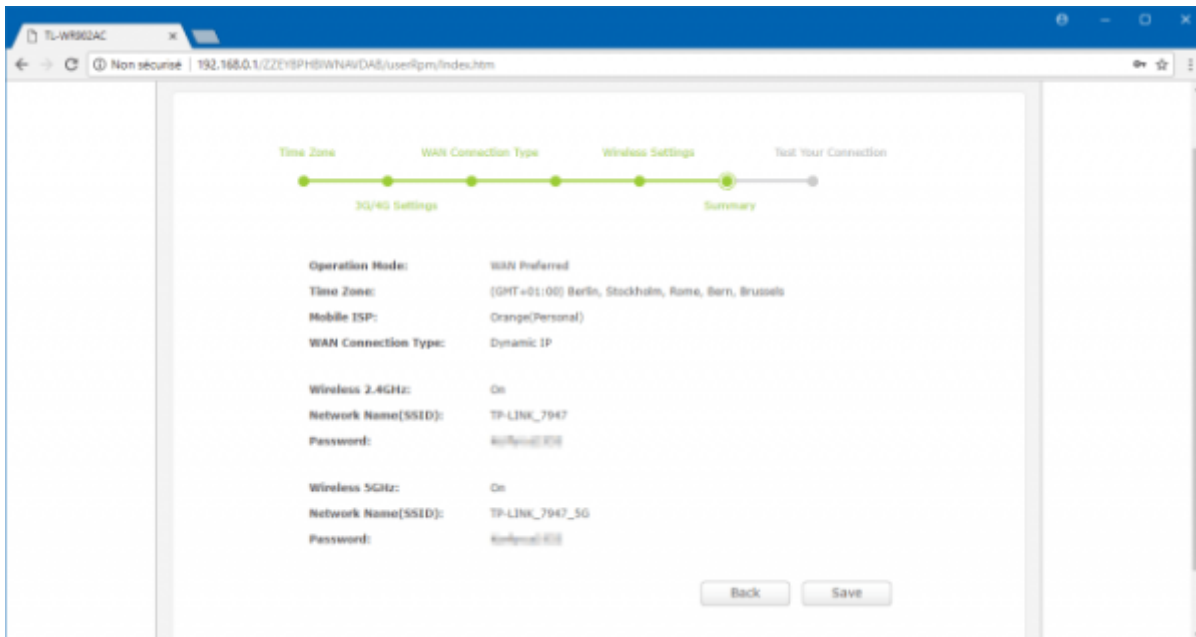 TL-WR902AC
Non sécurisé | 192.168.0.1/ZZEYBPHBIWNAVDAB/userRpm/Index.htm
Time Zone WAN Connection Type Wireless Settings Test Your Connection
3G/4G Settings Summary
Operation Mode: WAN Preferred
Time Zone: (GMT+01:00) Berlin, Stockholm, Rome, Bern, Brussels
Mobile ISP: Orange(Personal)
WAN Connection Type: Dynamic IP
Wireless 2.4GHz: On
Network Name(SSID): TP-LINK_7947
Password:
Wireless 5GHz: On
Network Name(SSID): TP-LINK_7947_5G
Password:
Back Save